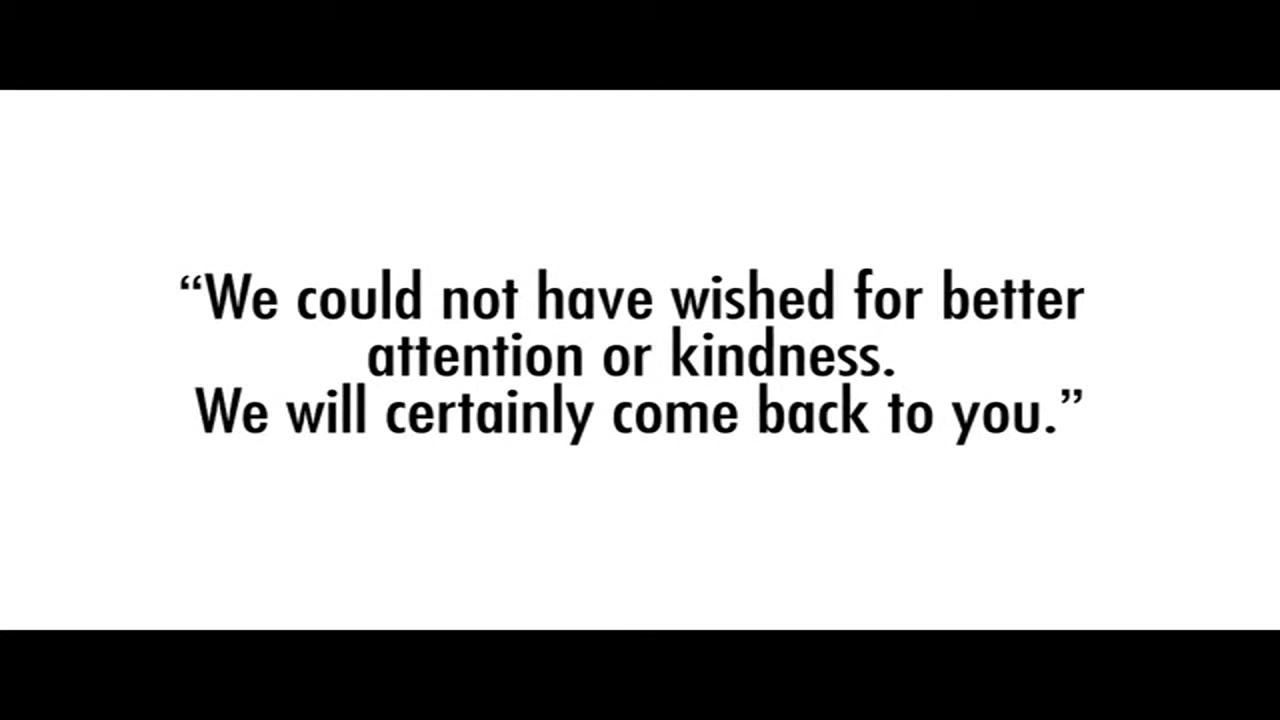 “We could not have wished for better
attention or kindness.
We will certainly come back to you.”